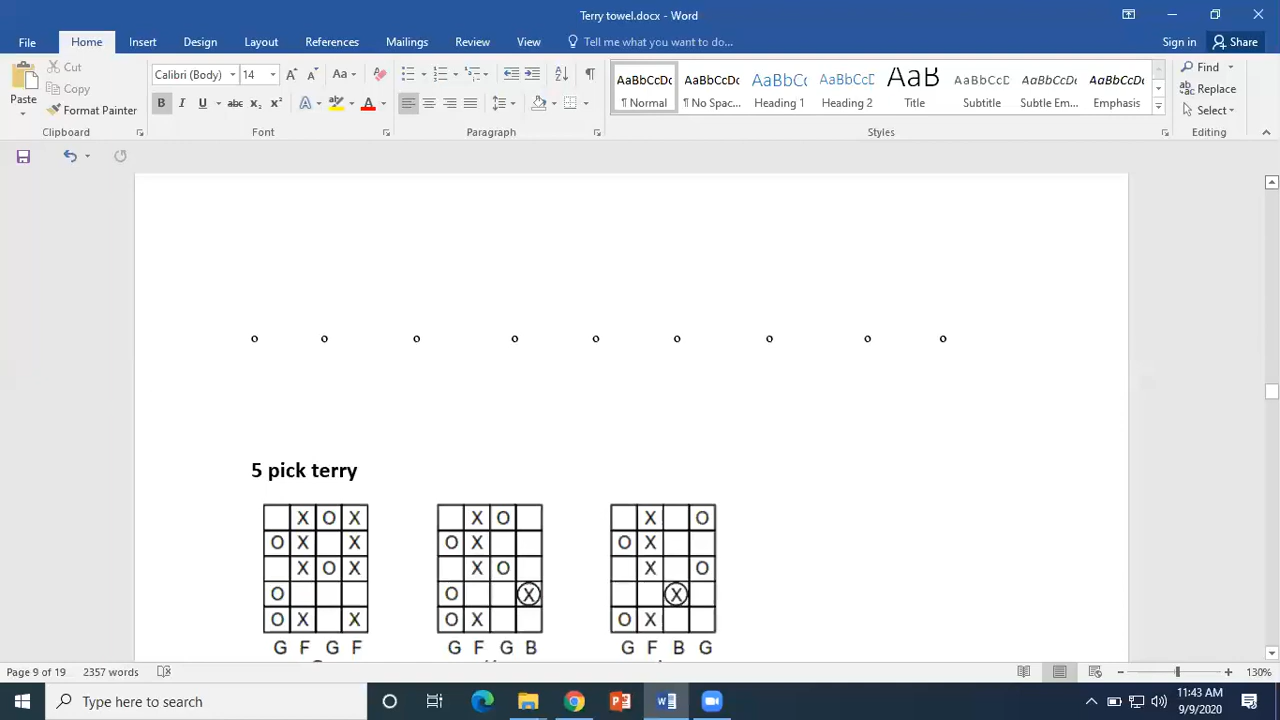 Terry towel.docx - Word
File Home Insert Design Layout References Mailings Review View Tell me what you want to do... Sign in Share
Paste
Cut
Copy
Format Painter
Calibri (Body) 14
AaBbCcDc ¶ Normal
AaBbCcDc ¶ No Spac...
AaBbCc Heading 1
AaBbCcD Heading 2
AaB Title
AaBbCcD Subtitle
AaBbCcDc Subtle Em...
AaBbCcDc Emphasis
Find
Replace
Select
Clipboard Font Paragraph Styles Editing
o o o o o o o o o
5 pick terry
X O X X O X O
O X X O X O X
X O X X O X O
O O X X
O X X O X O X
G F G F G F G B G F B G
Page 9 of 19 2357 words 130%
Type here to search 11:43 AM
9/9/2020